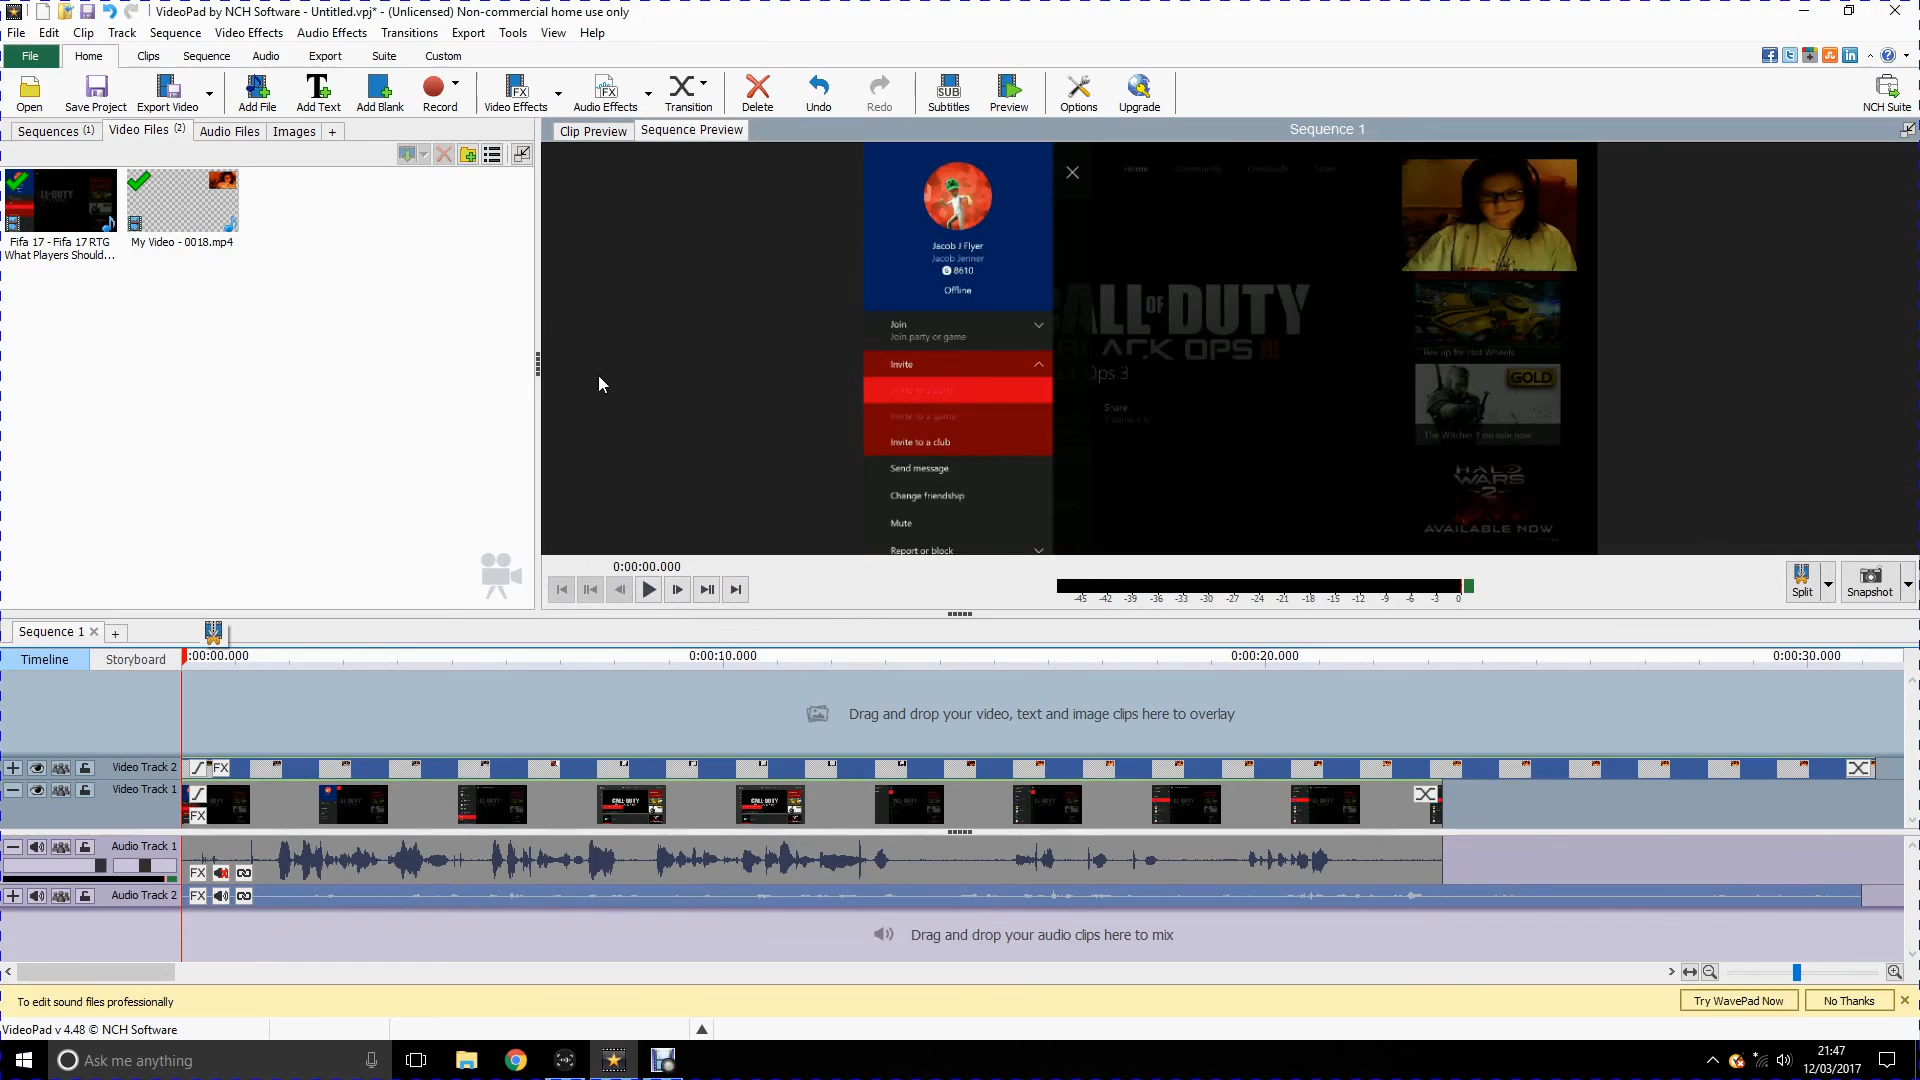 VideoPad by NCH Software - Untitled.vpj* - (Unlicensed) Non-commercial home use only
File Edit Clip Track Sequence Video Effects Audio Effects Transitions Export Tools View Help
File Home Clips Sequence Audio Export Suite Custom
Open Save Project Export Video Add File Add Text Add Blank Record Video Effects Audio Effects Transition Delete Undo Redo Subtitles Preview Options Upgrade NCH Suite
Sequences (1) Video Files (2) Audio Files Images +
Clip Preview Sequence Preview Sequence 1
Fifa 17 - Fifa 17 RTG
What Players Should...
My Video - 0018.mp4
Home Community OneGuide Store
Jacob J Flyer
Jacob Jenner
G 8610
Offline
Join
Join party or game
Invite
Invite to a party
Invite to a game
Invite to a club
Send message
Change friendship
Mute
Report or block
ALL OF DUTY
BLACK OPS III
Ops 3
Share
Rev up for Hot Wheels
GOLD
The Witcher 3 on sale now
HALO
WARS
2
AVAILABLE NOW
0:00:00.000
-45 -42 -39 -36 -33 -30 -27 -24 -21 -18 -15 -12 -9 -6 -3 0
Split Snapshot
Sequence 1 +
Timeline Storyboard
:00:00.000 0:00:10.000 0:00:20.000 0:00:30.000
Drag and drop your video, text and image clips here to overlay
Video Track 2 FX
Video Track 1
FX
Audio Track 1
FX
Audio Track 2 FX
Drag and drop your audio clips here to mix
To edit sound files professionally
Try WavePad Now No Thanks
VideoPad v 4.48 © NCH Software
Ask me anything
21:47
12/03/2017